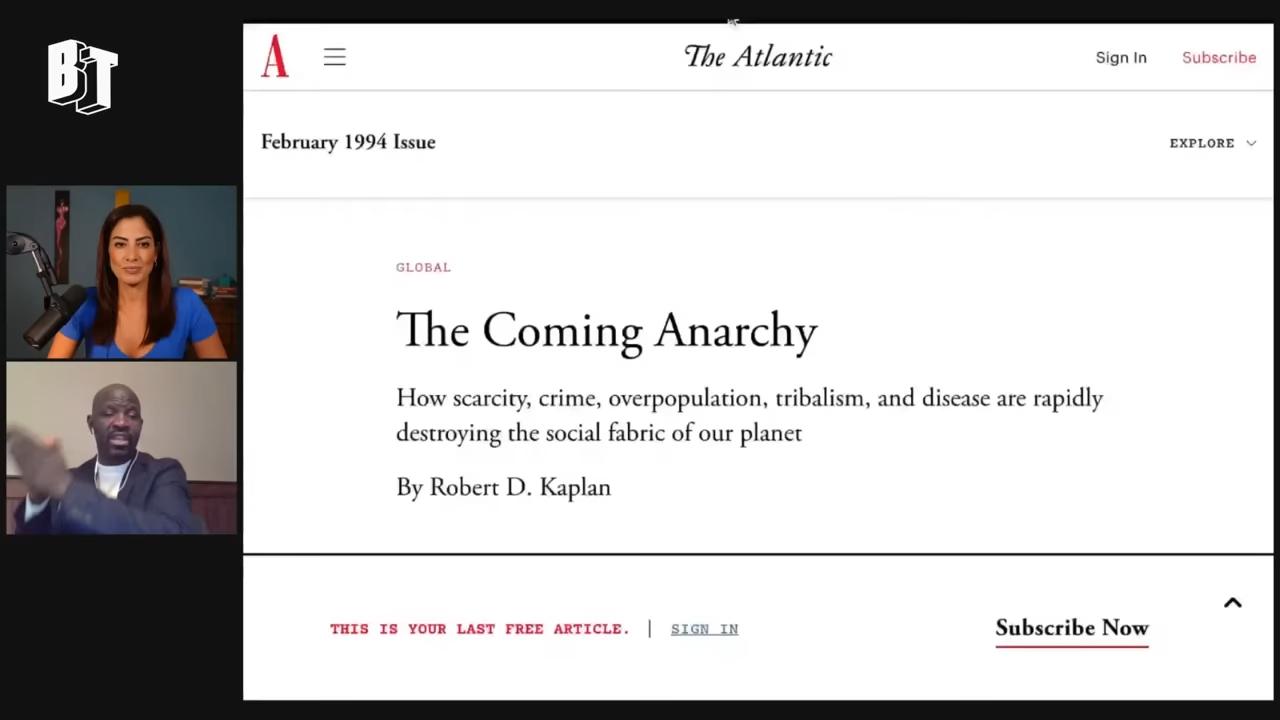 BT
A
The Atlantic
Sign In
Subscribe
February 1994 Issue
EXPLORE
GLOBAL
The Coming Anarchy
How scarcity, crime, overpopulation, tribalism, and disease are rapidly
destroying the social fabric of our planet
By Robert D. Kaplan
THIS IS YOUR LAST FREE ARTICLE. | SIGN IN
Subscribe Now